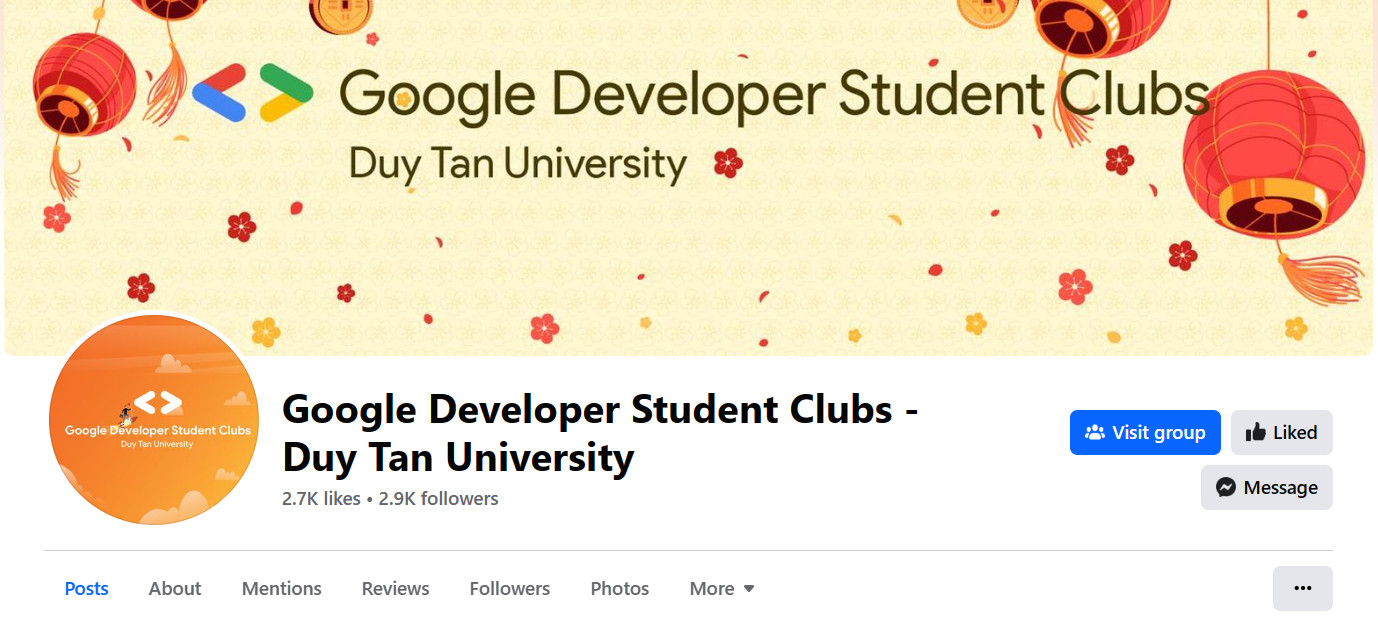 Google Developer Student Clubs
Duy Tan University
Google Developer Student Clubs
Duy Tan University
Google Developer Student Clubs -
Duy Tan University
2.7K likes • 2.9K followers
Visit group
Liked
Message
Posts About Mentions Reviews Followers Photos More